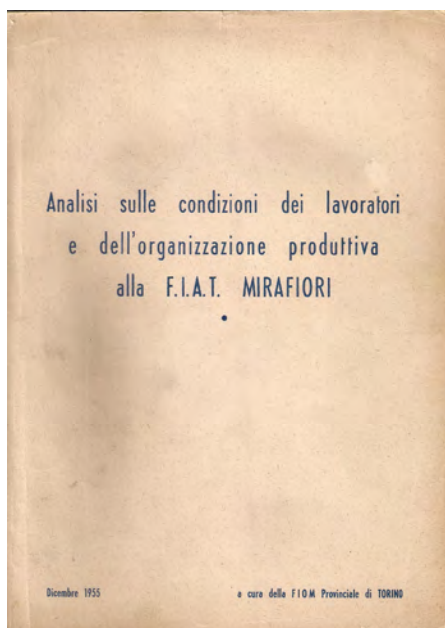 Analisi sulle condizioni dei lavoratori
e dell'organizzazione produttiva
alla F.I.A.T. MIRAFIORI
•
Dicembre 1955
a cura della FIOM Provinciale di TORINO